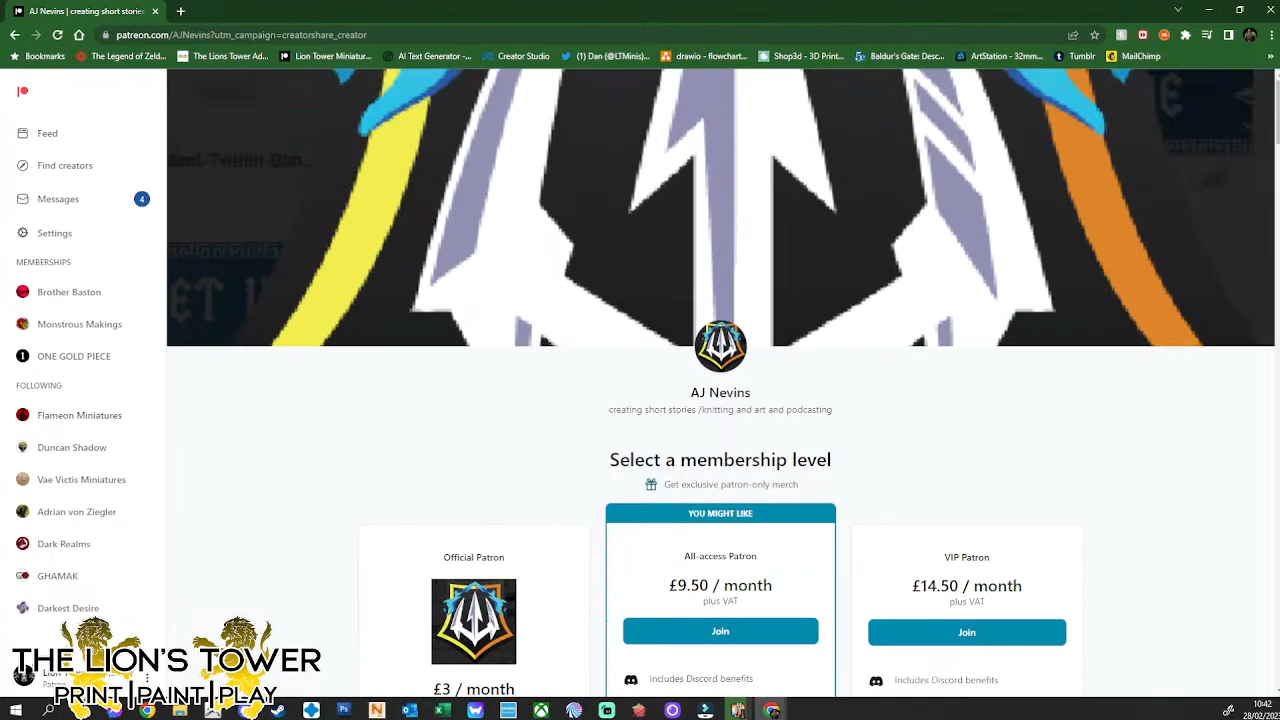 AJ Nevins | creating short stories
patreon.com/AJNevins?utm_campaign=creatorshare_creator
Bookmarks
The Legend of Zeld...
The Lions Tower Ad...
Lion Tower Miniatur...
AI Text Generator -...
Creator Studio
(1) Dan (@LTMinis)...
drawio - flowchart...
Shop3d - 3D Print...
Baldur's Gate: Desc...
ArtStation - 32mm...
Tumblr
MailChimp
Feed
Find creators
Messages
4
Settings
MEMBERSHIPS
Brother Baston
Monstrous Makings
ONE GOLD PIECE
FOLLOWING
Flameon Miniatures
Duncan Shadow
Vae Victis Miniatures
Adrian von Ziegler
Dark Realms
GHAMAK
Darkest Desire
AJ Nevins
creating short stories /knitting and art and podcasting
Select a membership level
Get exclusive patron-only merch
YOU MIGHT LIKE
Official Patron
£3 / month
All-access Patron
£9.50 / month
plus VAT
Join
Includes Discord benefits
VIP Patron
£14.50 / month
plus VAT
Join
Includes Discord benefits
THE LION'S TOWER
PRINT|PAINT|PLAY
10:42